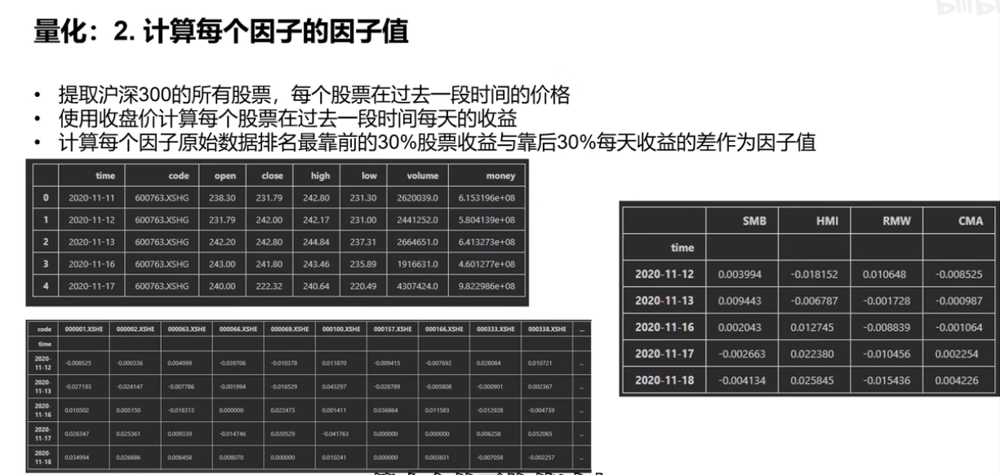 量化：2. 计算每个因子的因子值
• 提取沪深300的所有股票，每个股票在过去一段时间的价格
• 使用收盘价计算每个股票在过去一段时间每天的收益
• 计算每个因子原始数据排名最靠前的30%股票收益与靠后30%每天收益的差作为因子值
time code open close high low volume money
0 2020-11-11 600763.XSHG 238.30 231.79 242.80 231.30 2620039.0 6.153196e+08
1 2020-11-12 600763.XSHG 231.79 242.00 242.17 231.00 2441252.0 5.804139e+08
2 2020-11-13 600763.XSHG 242.20 242.80 244.84 237.31 2664651.0 6.413273e+08
3 2020-11-16 600763.XSHG 243.00 241.80 243.46 235.89 1916631.0 4.601277e+08
4 2020-11-17 600763.XSHG 240.00 222.32 240.64 220.49 4307424.0 9.822986e+08
SMB HMI RMW CMA
time
2020-11-12 0.003994 -0.018152 0.010648 -0.008525
2020-11-13 0.009443 -0.006787 -0.001728 -0.000987
2020-11-16 0.002043 0.012745 -0.008839 -0.001064
2020-11-17 -0.002663 0.022380 -0.010456 0.002254
2020-11-18 -0.004134 0.025845 -0.015436 0.004226
code 000001.XSHE 000002.XSHE 000063.XSHE 000066.XSHE 000069.XSHE 000100.XSHE 000157.XSHE 000166.XSHE 000333.XSHE 000338.XSHE ...
time
2020-11-12 -0.008525 -0.000336 0.004999 -0.039706 -0.010378 0.011870 -0.009415 -0.007692 0.028084 0.010721 ...
2020-11-13 -0.027193 -0.024147 -0.007786 -0.001994 -0.016529 0.043297 -0.028789 -0.005808 -0.000901 0.002367 ...
2020-11-16 0.010502 0.005150 -0.018313 0.000000 0.022473 0.001411 0.036864 0.011583 -0.012928 -0.004739 ...
2020-11-17 0.026347 0.025361 0.009339 -0.014746 0.020529 -0.041763 0.000000 0.000000 0.006258 0.052065 ...
2020-11-18 0.034994 0.026686 0.006458 0.008070 0.000000 0.010241 0.000000 0.003831 -0.007058 -0.002257 ...